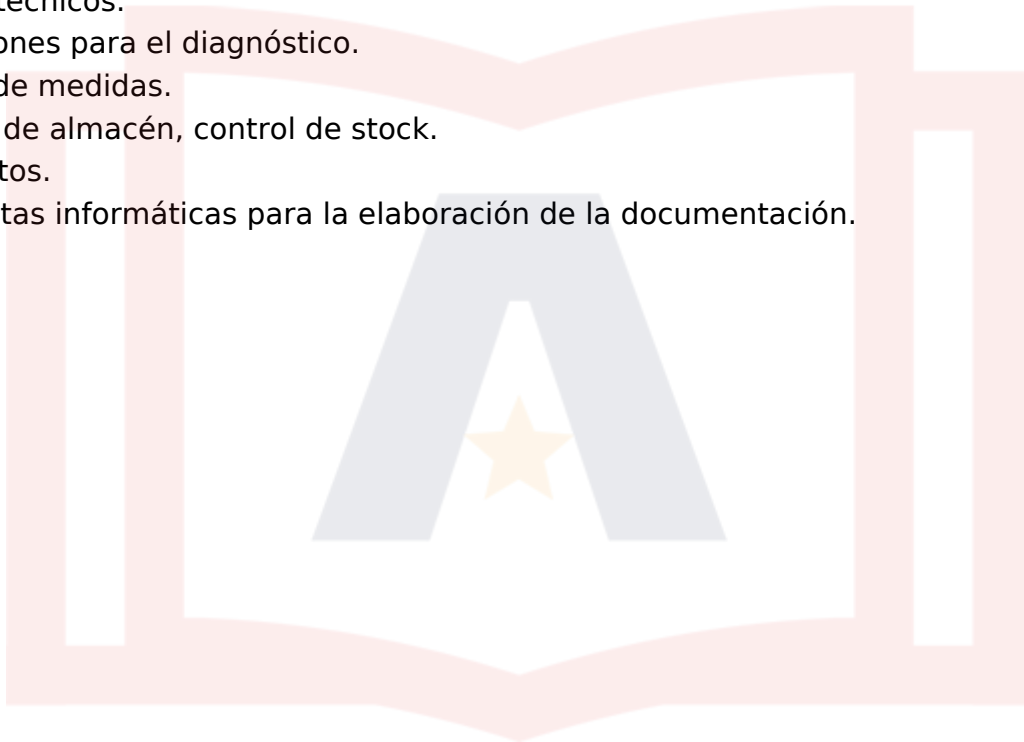 técnicos.
ones para el diagnóstico.
de medidas.
de almacén, control de stock.
tos.
tas informáticas para la elaboración de la documentación.